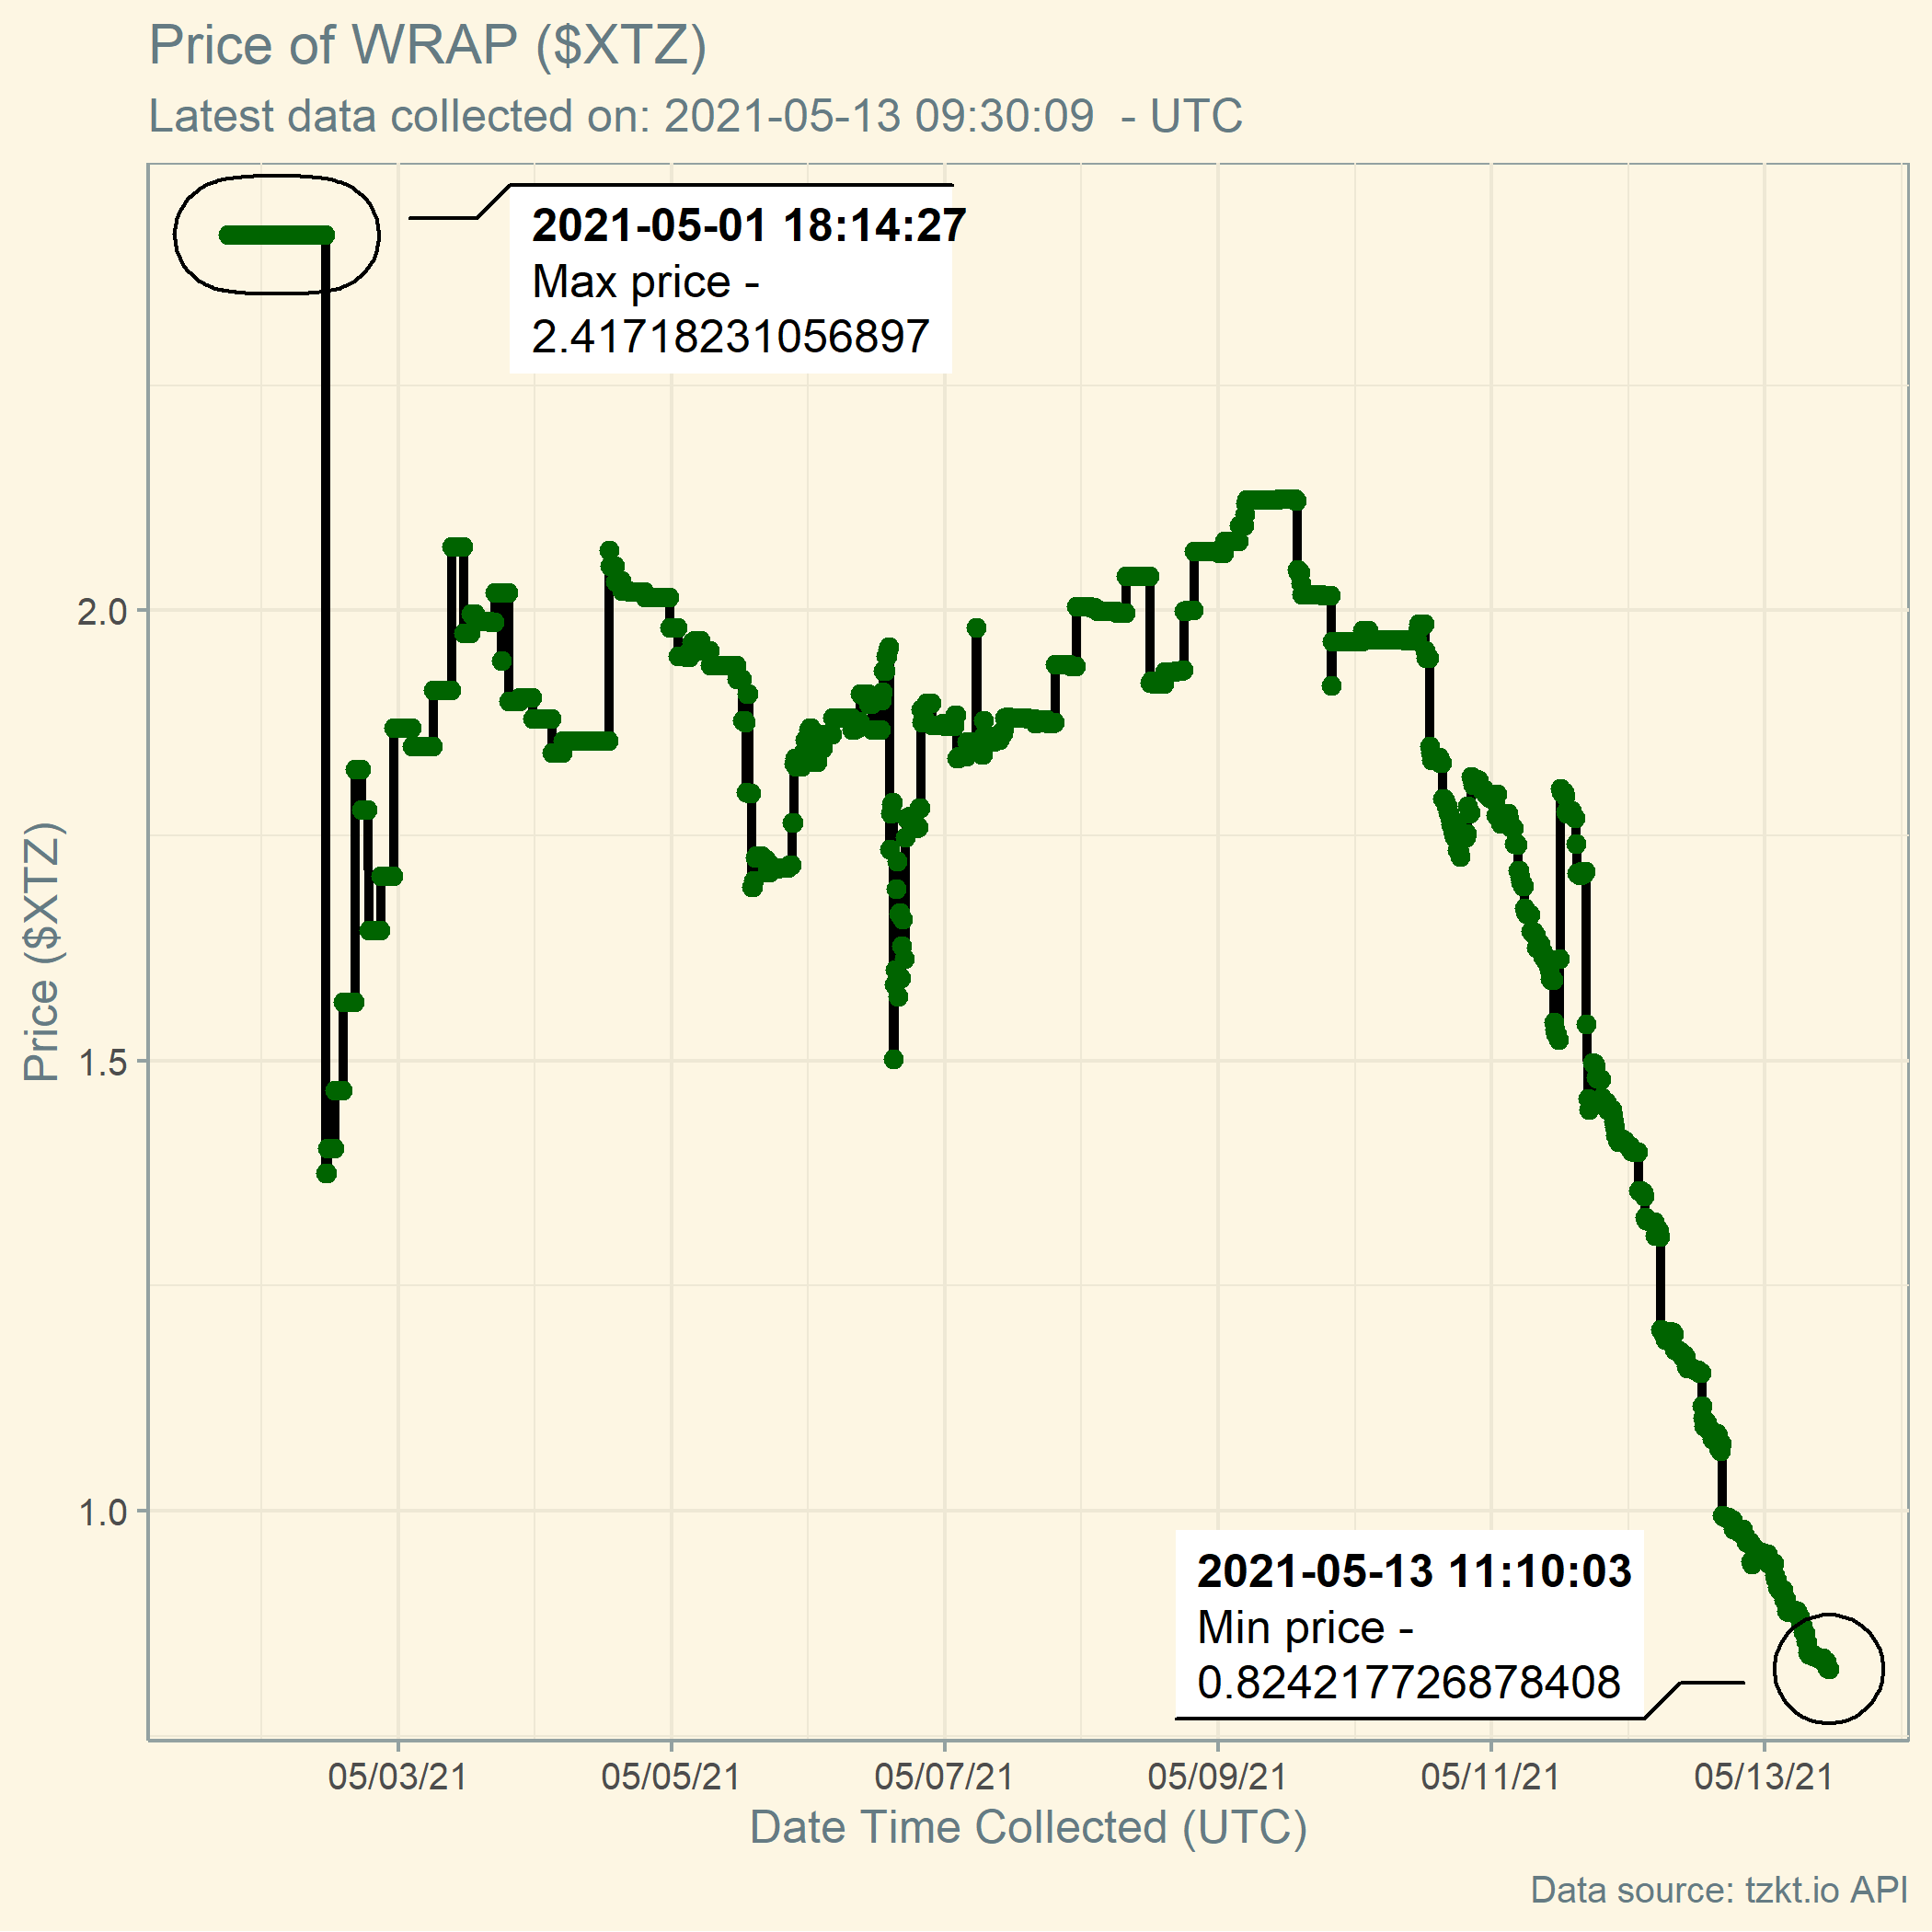 Price of WRAP ($XTZ)
Latest data collected on: 2021-05-13 09:30:09  - UTC
2021-05-01 18:14:27
Max price -
2.41718231056897
2.0
1.5
1.0
Price ($XTZ)
2021-05-13 11:10:03
Min price -
0.824217726878408
05/03/21
05/05/21
05/07/21
05/09/21
05/11/21
05/13/21
Date Time Collected (UTC)
Data source: tzkt.io API